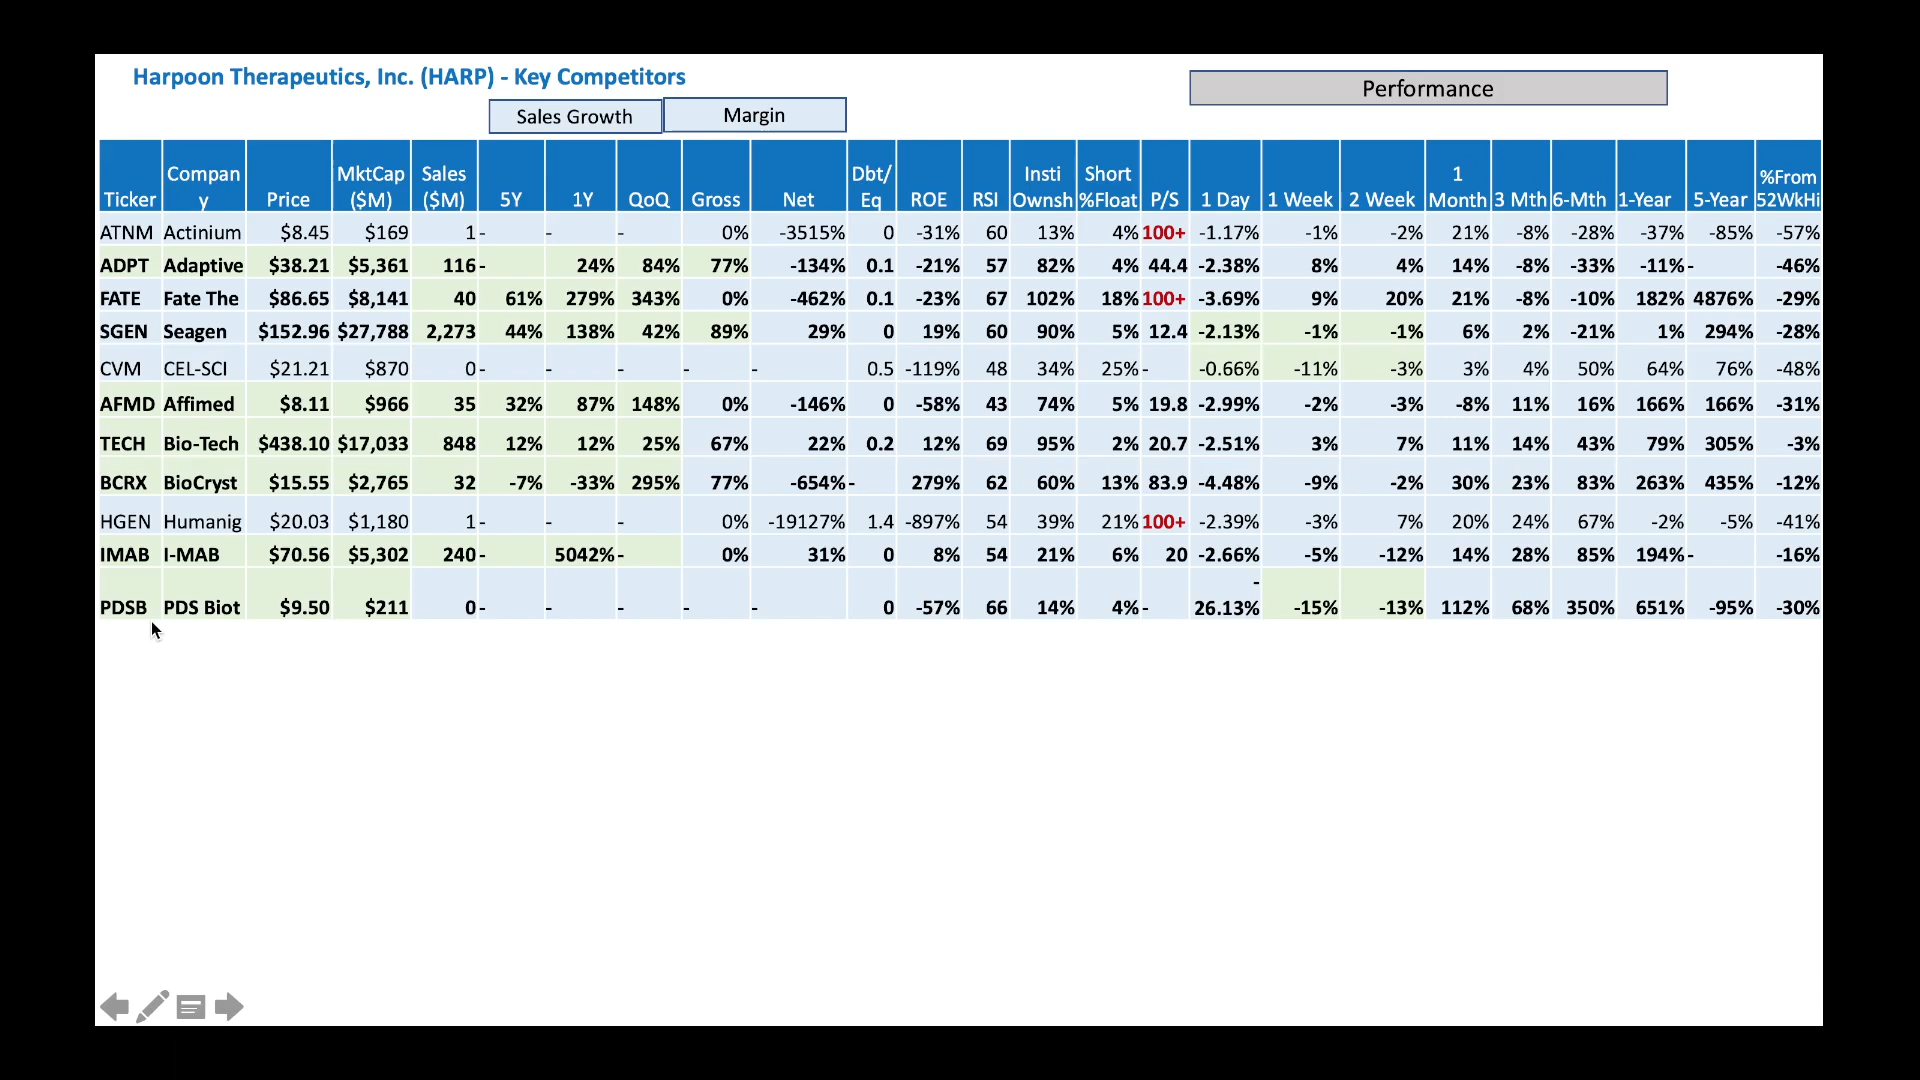 Harpoon Therapeutics, Inc. (HARP) - Key Competitors
Performance
Sales Growth Margin
Ticker Compan y Price MktCap ($M) Sales ($M) 5Y 1Y QoQ Gross Net Dbt/ Eq ROE RSI Insti Ownsh Short %Float P/S 1 Day 1 Week 2 Week 1 Month 3 Mth 6-Mth 1-Year 5-Year %From 52WkHi
ATNM Actinium $8.45 $169 1 - - - 0% -3515% 0 -31% 60 13% 4% 100+ -1.17% -1% -2% 21% -8% -28% -37% -85% -57%
ADPT Adaptive $38.21 $5,361 116 - 24% 84% 77% -134% 0.1 -21% 57 82% 4% 44.4 -2.38% 8% 4% 14% -8% -33% -11% - -46%
FATE Fate The $86.65 $8,141 40 61% 279% 343% 0% -462% 0.1 -23% 67 102% 18% 100+ -3.69% 9% 20% 21% -8% -10% 182% 4876% -29%
SGEN Seagen $152.96 $27,788 2,273 44% 138% 42% 89% 29% 0 19% 60 90% 5% 12.4 -2.13% -1% -1% 6% 2% -21% 1% 294% -28%
CVM CEL-SCI $21.21 $870 0 - - - - - 0.5 -119% 48 34% 25% - -0.66% -11% -3% 3% 4% 50% 64% 76% -48%
AFMD Affimed $8.11 $966 35 32% 87% 148% 0% -146% 0 -58% 43 74% 5% 19.8 -2.99% -2% -3% -8% 11% 16% 166% 166% -31%
TECH Bio-Tech $438.10 $17,033 848 12% 12% 25% 67% 22% 0.2 12% 69 95% 2% 20.7 -2.51% 3% 7% 11% 14% 43% 79% 305% -3%
BCRX BioCryst $15.55 $2,765 32 -7% -33% 295% 77% -654% - 279% 62 60% 13% 83.9 -4.48% -9% -2% 30% 23% 83% 263% 435% -12%
HGEN Humanig $20.03 $1,180 1 - - - 0% -19127% 1.4 -897% 54 39% 21% 100+ -2.39% -3% 7% 20% 24% 67% -2% -5% -41%
IMAB I-MAB $70.56 $5,302 240 - 5042% - 0% 31% 0 8% 54 21% 6% 20 -2.66% -5% -12% 14% 28% 85% 194% - -16%
PDSB PDS Biot $9.50 $211 0 - - - - - 0 -57% 66 14% 4% - - 26.13% -15% -13% 112% 68% 350% 651% -95% -30%